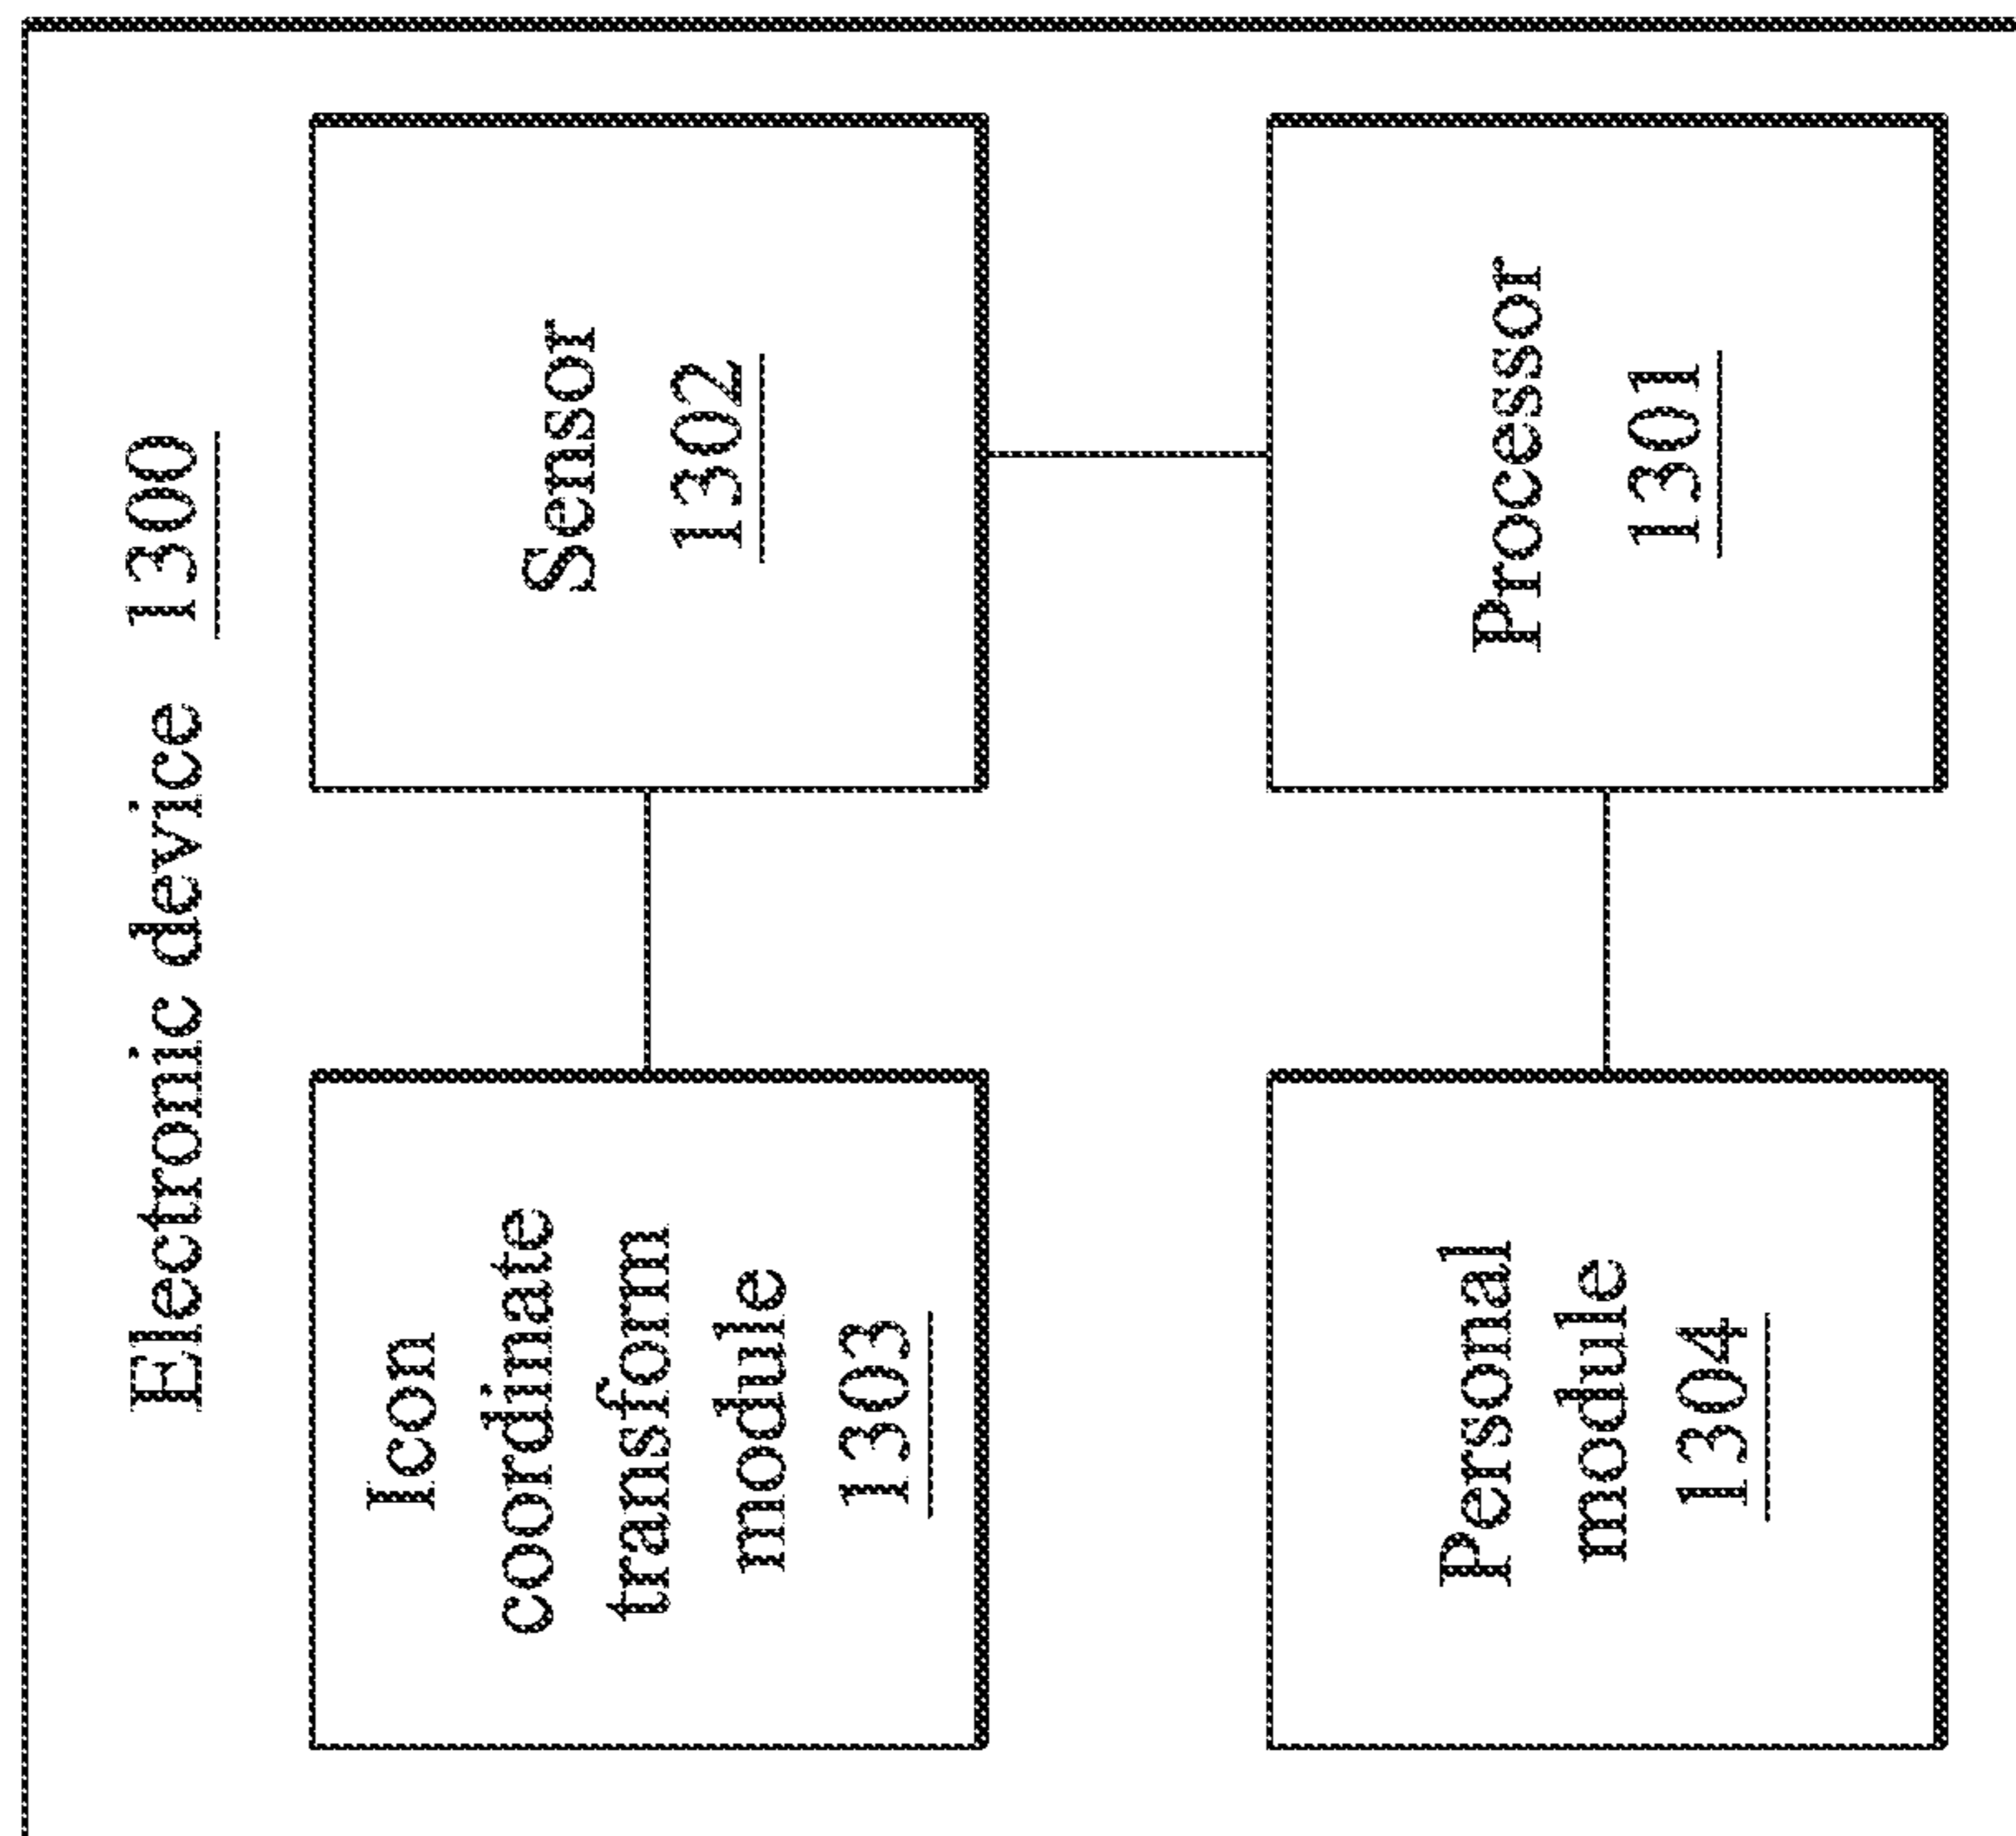 Electronic device 1300
Icon
coordinate
transform
module
1303
Sensor
1302
Personal
module
1304
Processor
1301